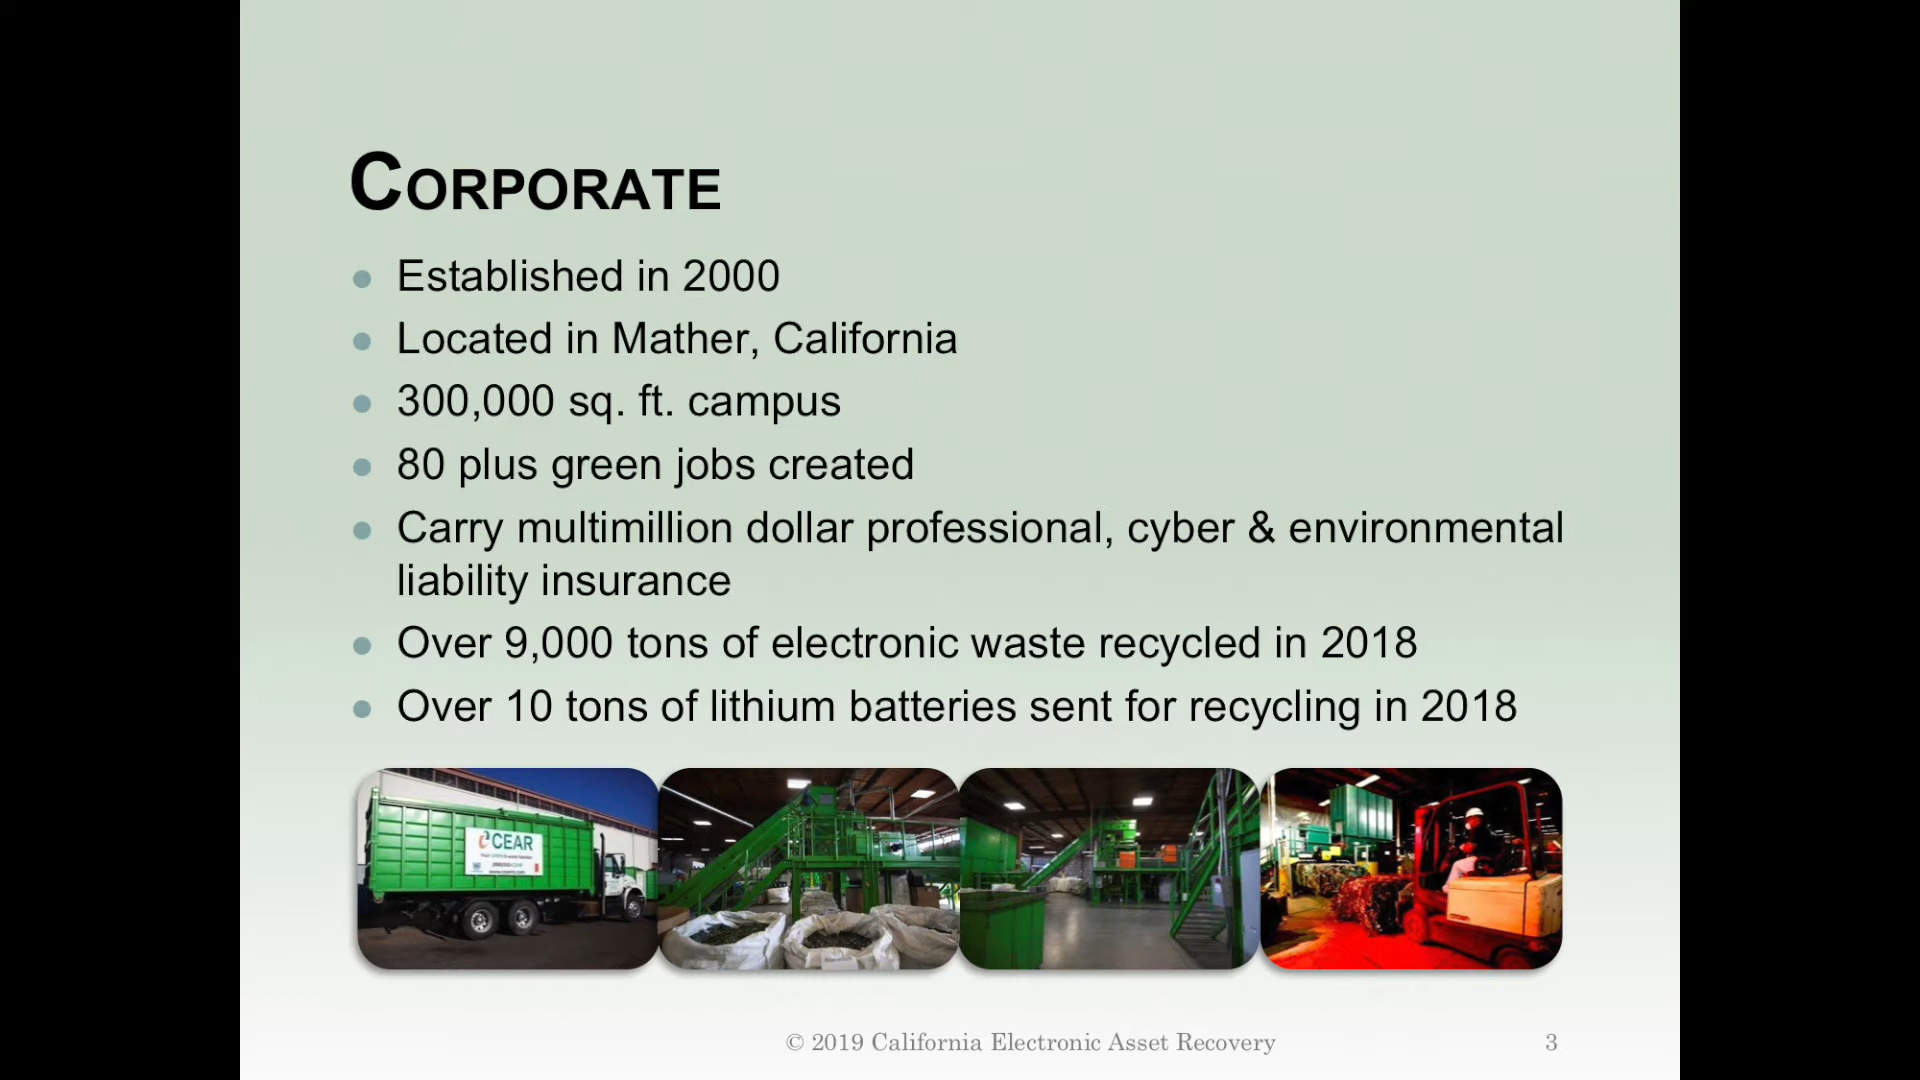 CORPORATE
Established in 2000
Located in Mather, California
300,000 sq. ft. campus
80 plus green jobs created
Carry multimillion dollar professional, cyber & environmental
liability insurance
Over 9,000 tons of electronic waste recycled in 2018
Over 10 tons of lithium batteries sent for recycling in 2018
CEAR
© 2019 California Electronic Asset Recovery
3